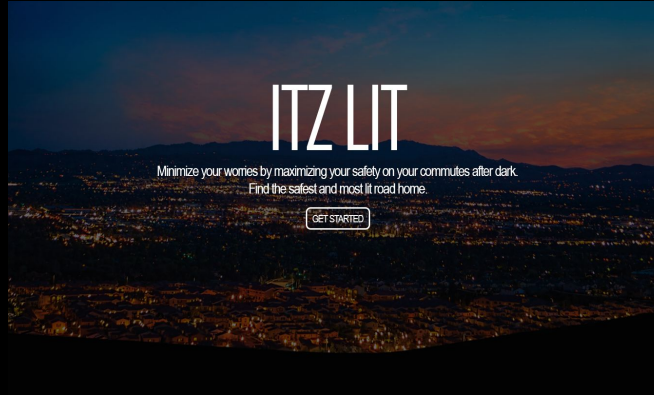 ITZ LIT
Minimize your worries by maximizing your safety on your commutes after dark.
Find the safest and most lit road home.
GET STARTED